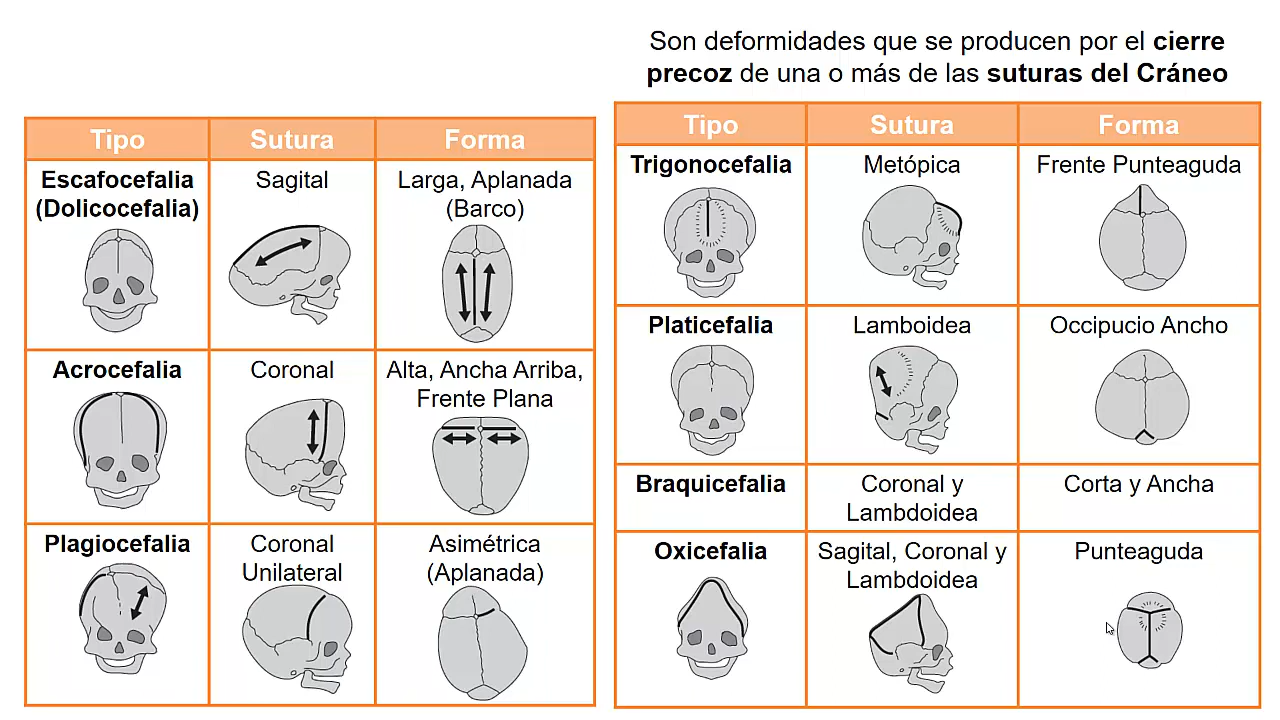 Son deformidades que se producen por el cierre
precoz de una o más de las suturas del Cráneo
Tipo Sutura Forma
Escafocefalia Sagital Larga, Aplanada
(Dolicocefalia) (Barco)
Acrocefalia Coronal Alta, Ancha Arriba,
Frente Plana
Plagiocefalia Coronal Asimétrica
Unilateral (Aplanada)
Tipo Sutura Forma
Trigonocefalia Metópica Frente Punteaguda
Platicefalia Lamboidea Occipucio Ancho
Braquicefalia Coronal y Corta y Ancha
Lambdoidea
Oxicefalia Sagital, Coronal y Punteaguda
Lambdoidea